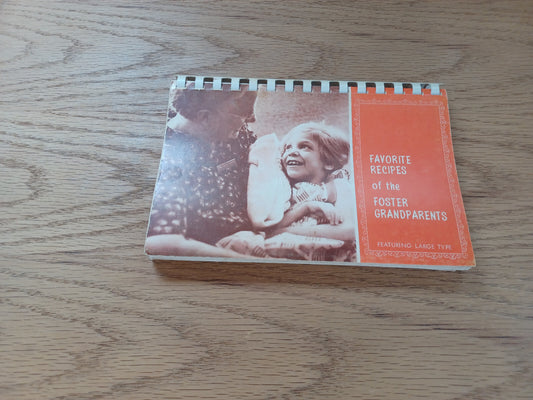 FAVORITE
RECIPES
of the
FOSTER
GRANDPARENTS
FEATURING LARGE TYPE